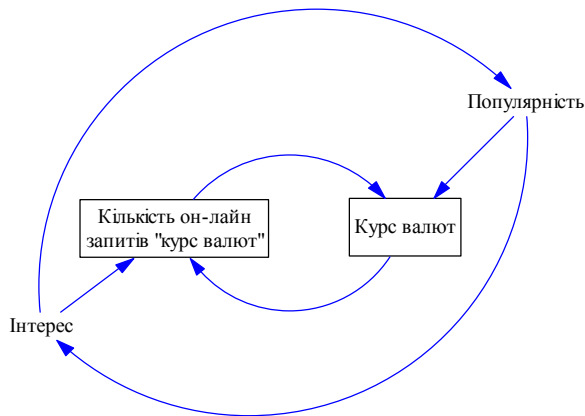 Популярність
Кількість он-лайн
запитів "курс валют"
Курс валют
Інтерес